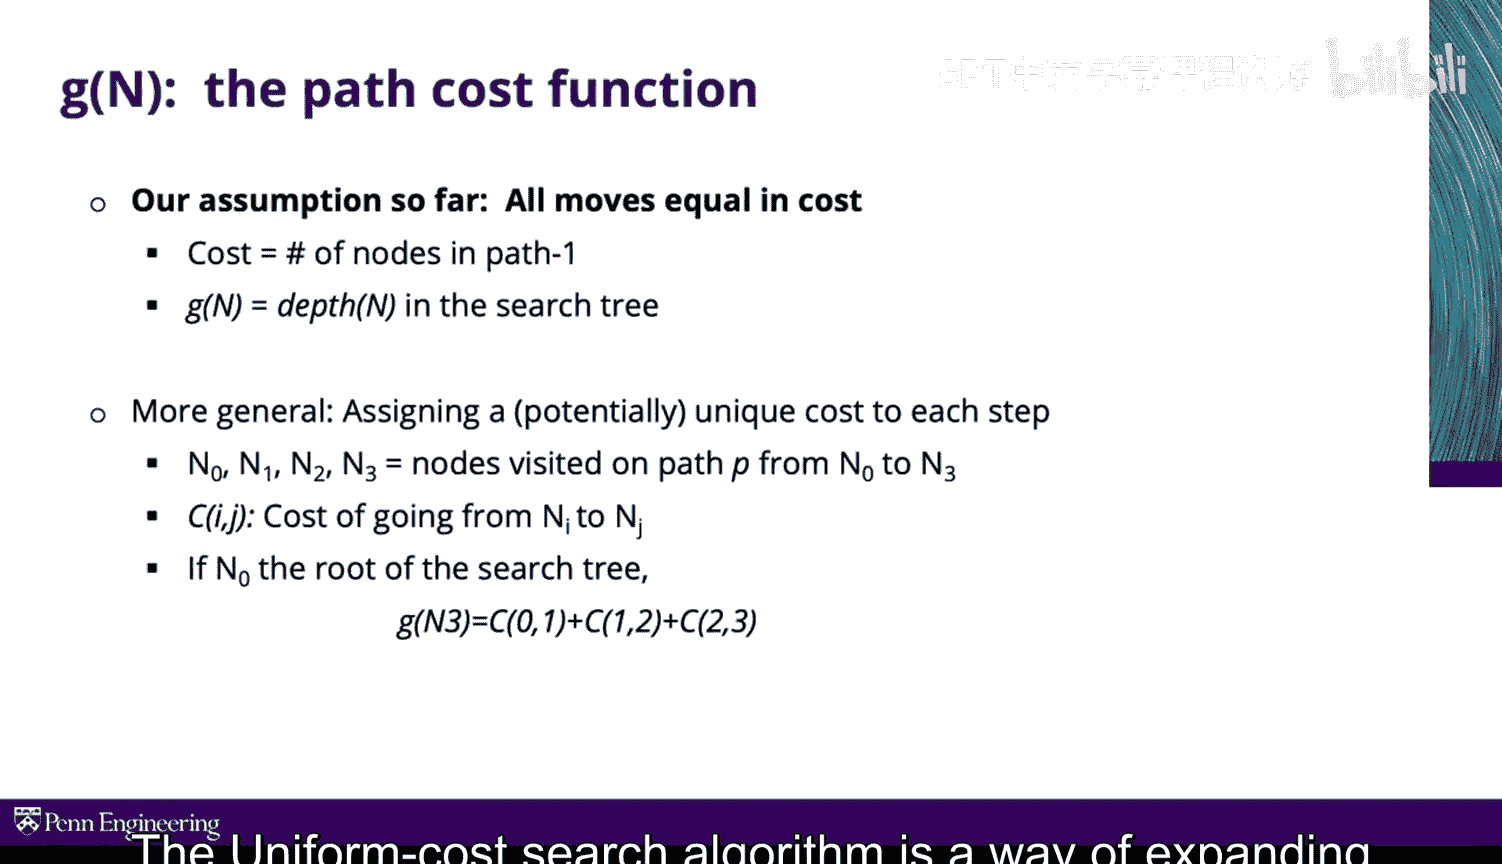 g(N): the path cost function
bilibili
○ Our assumption so far: All moves equal in cost
▪ Cost = # of nodes in path-1
▪ g(N) = depth(N) in the search tree
○ More general: Assigning a (potentially) unique cost to each step
▪ N₀, N₁, N₂, N₃ = nodes visited on path p from N₀ to N₃
▪ C(i,j): Cost of going from Nᵢ to Nⱼ
▪ If N₀ the root of the search tree,
g(N3)=C(0,1)+C(1,2)+C(2,3)
Penn Engineering
The Uniform-cost search algorithm is a way of expanding